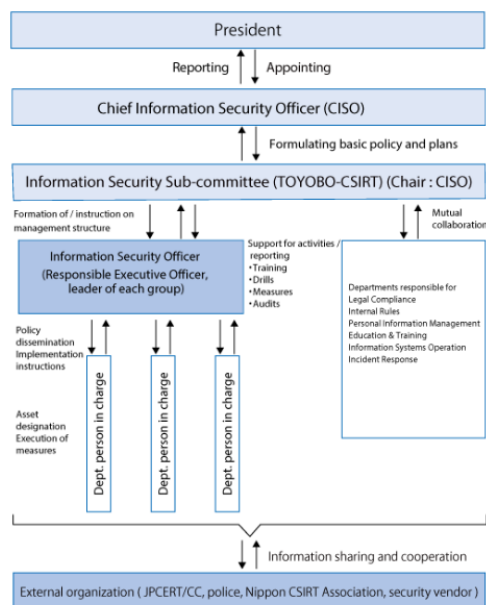 President
Reporting
Appointing
Chief Information Security Officer (CISO)
Formulating basic policy and plans
Information Security Sub-committee (TOYOBO-CSIRT) (Chair : CISO)
Formation of / instruction on
management structure
Mutual
collaboration
Information Security Officer
(Responsible Executive Officer,
leader of each group)
Support for activities /
reporting
・Training
・Drills
・Measures
・Audits
Departments responsible for
Legal Compliance
Internal Rules
Personal Information Management
Education & Training
Information Systems Operation
Incident Response
Policy
dissemination
Implementation
instructions
Asset
designation
Execution of
measures
Dept. person in charge
Dept. person in charge
Dept. person in charge
Information sharing and cooperation
External organization ( JPCERT/CC, police, Nippon CSIRT Association, security vendor )